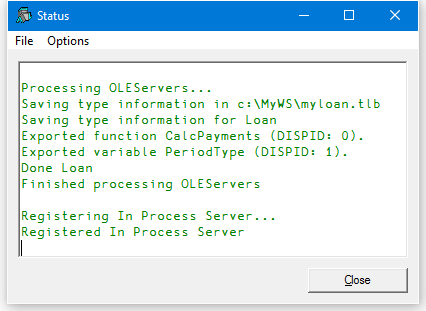 Status
File Options
Processing OLEServers...
Saving type information in c:\MyWS\myloan.tlb
Saving type information for Loan
Exported function CalcPayments (DISPID: 0).
Exported variable PeriodType (DISPID: 1).
Done Loan
Finished processing OLEServers
Registering In Process Server...
Registered In Process Server
Close